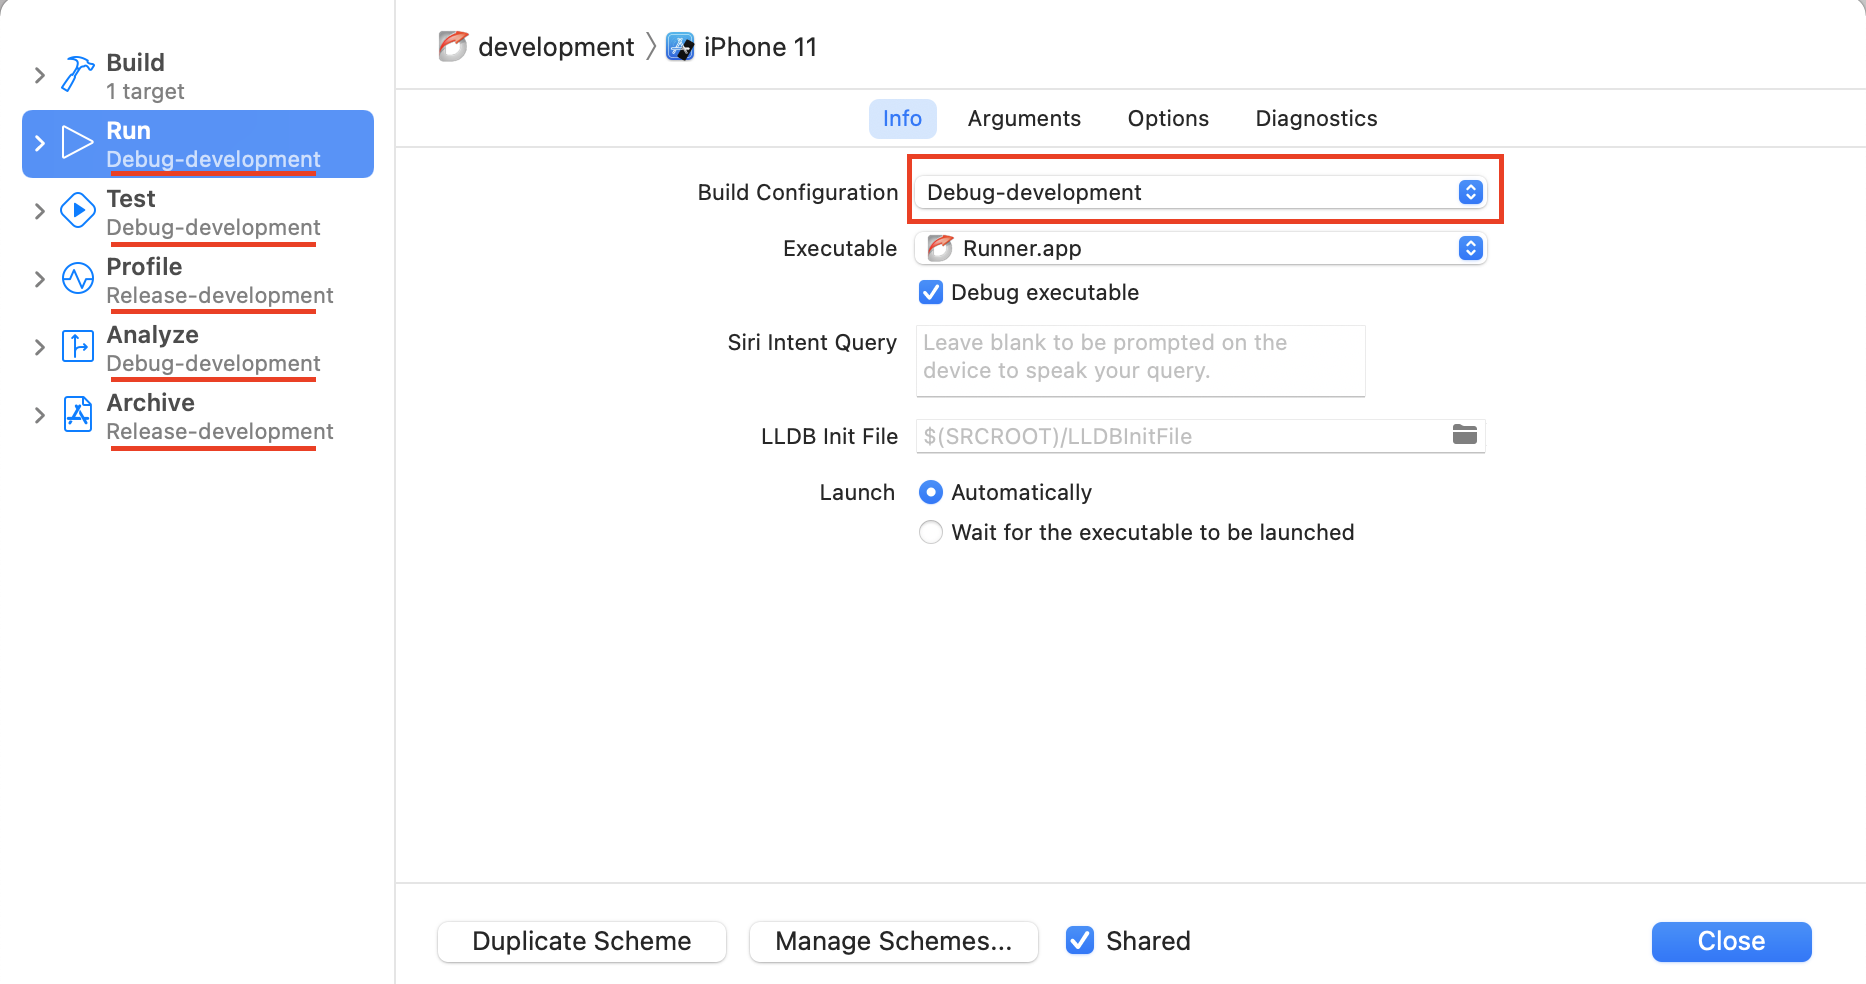 Build
1 target
Run
Debug-development
Test
Debug-development
Profile
Release-development
Analyze
Debug-development
Archive
Release-development
development 〉 iPhone 11
Info Arguments Options Diagnostics
Build Configuration Debug-development
Executable Runner.app
Debug executable
Siri Intent Query Leave blank to be prompted on the
device to speak your query.
LLDB Init File $(SRCROOT)/LLDBInitFile
Launch Automatically
Wait for the executable to be launched
Duplicate Scheme Manage Schemes... Shared Close